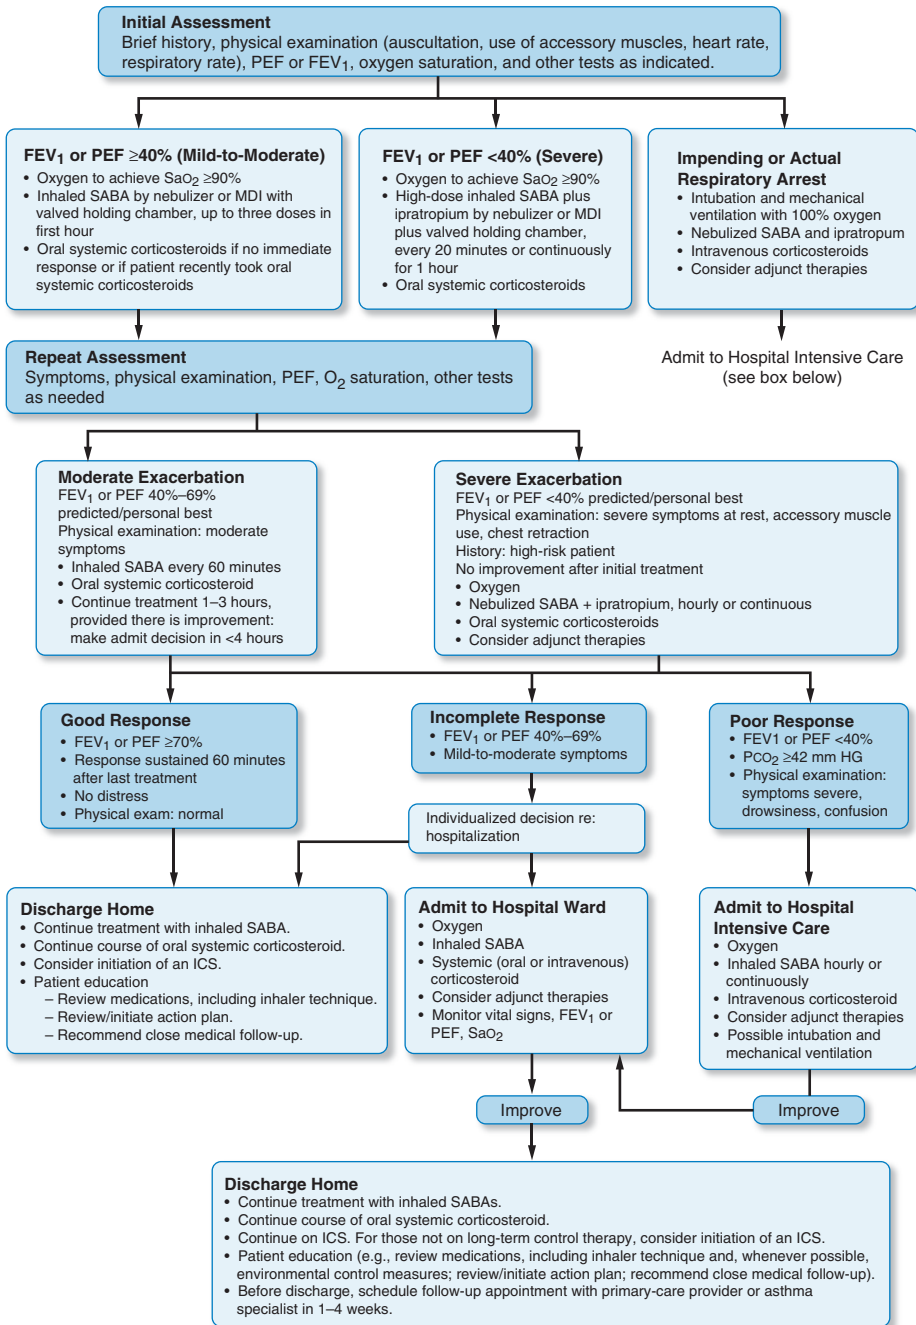 Initial Assessment
Brief history, physical examination (auscultation, use of accessory muscles, heart rate,
respiratory rate), PEF or FEV1, oxygen saturation, and other tests as indicated.
FEV1 or PEF ≥40% (Mild-to-Moderate)
• Oxygen to achieve SaO2 ≥90%
• Inhaled SABA by nebulizer or MDI with
valved holding chamber, up to three doses in
first hour
• Oral systemic corticosteroids if no immediate
response or if patient recently took oral
systemic corticosteroids
FEV1 or PEF <40% (Severe)
• Oxygen to achieve SaO2 ≥90%
• High-dose inhaled SABA plus
ipratropium by nebulizer or MDI
plus valved holding chamber,
every 20 minutes or continuously
for 1 hour
• Oral systemic corticosteroids
Impending or Actual
Respiratory Arrest
• Intubation and mechanical
ventilation with 100% oxygen
• Nebulized SABA and ipratropum
• Intravenous corticosteroids
• Consider adjunct therapies
Repeat Assessment
Symptoms, physical examination, PEF, O2 saturation, other tests
as needed
Admit to Hospital Intensive Care
(see box below)
Moderate Exacerbation
FEV1 or PEF 40%–69%
predicted/personal best
Physical examination: moderate
symptoms
• Inhaled SABA every 60 minutes
• Oral systemic corticosteroid
• Continue treatment 1–3 hours,
provided there is improvement:
make admit decision in <4 hours
Severe Exacerbation
FEV1 or PEF <40% predicted/personal best
Physical examination: severe symptoms at rest, accessory muscle
use, chest retraction
History: high-risk patient
No improvement after initial treatment
• Oxygen
• Nebulized SABA + ipratropium, hourly or continuous
• Oral systemic corticosteroids
• Consider adjunct therapies
Good Response
• FEV1 or PEF ≥70%
• Response sustained 60 minutes
after last treatment
• No distress
• Physical exam: normal
Incomplete Response
• FEV1 or PEF 40%–69%
• Mild-to-moderate symptoms
Poor Response
• FEV1 or PEF <40%
• PCO2 ≥42 mm HG
• Physical examination:
symptoms severe,
drowsiness, confusion
Individualized decision re:
hospitalization
Discharge Home
• Continue treatment with inhaled SABA.
• Continue course of oral systemic corticosteroid.
• Consider initiation of an ICS.
• Patient education
– Review medications, including inhaler technique.
– Review/initiate action plan.
– Recommend close medical follow-up.
Admit to Hospital Ward
• Oxygen
• Inhaled SABA
• Systemic (oral or intravenous)
corticosteroid
• Consider adjunct therapies
• Monitor vital signs, FEV1 or
PEF, SaO2
Admit to Hospital
Intensive Care
• Oxygen
• Inhaled SABA hourly or
continuously
• Intravenous corticosteroid
• Consider adjunct therapies
• Possible intubation and
mechanical ventilation
Improve
Improve
Discharge Home
• Continue treatment with inhaled SABAs.
• Continue course of oral systemic corticosteroid.
• Continue on ICS. For those not on long-term control therapy, consider initiation of an ICS.
• Patient education (e.g., review medications, including inhaler technique and, whenever possible,
environmental control measures; review/initiate action plan; recommend close medical follow-up).
• Before discharge, schedule follow-up appointment with primary-care provider or asthma
specialist in 1–4 weeks.